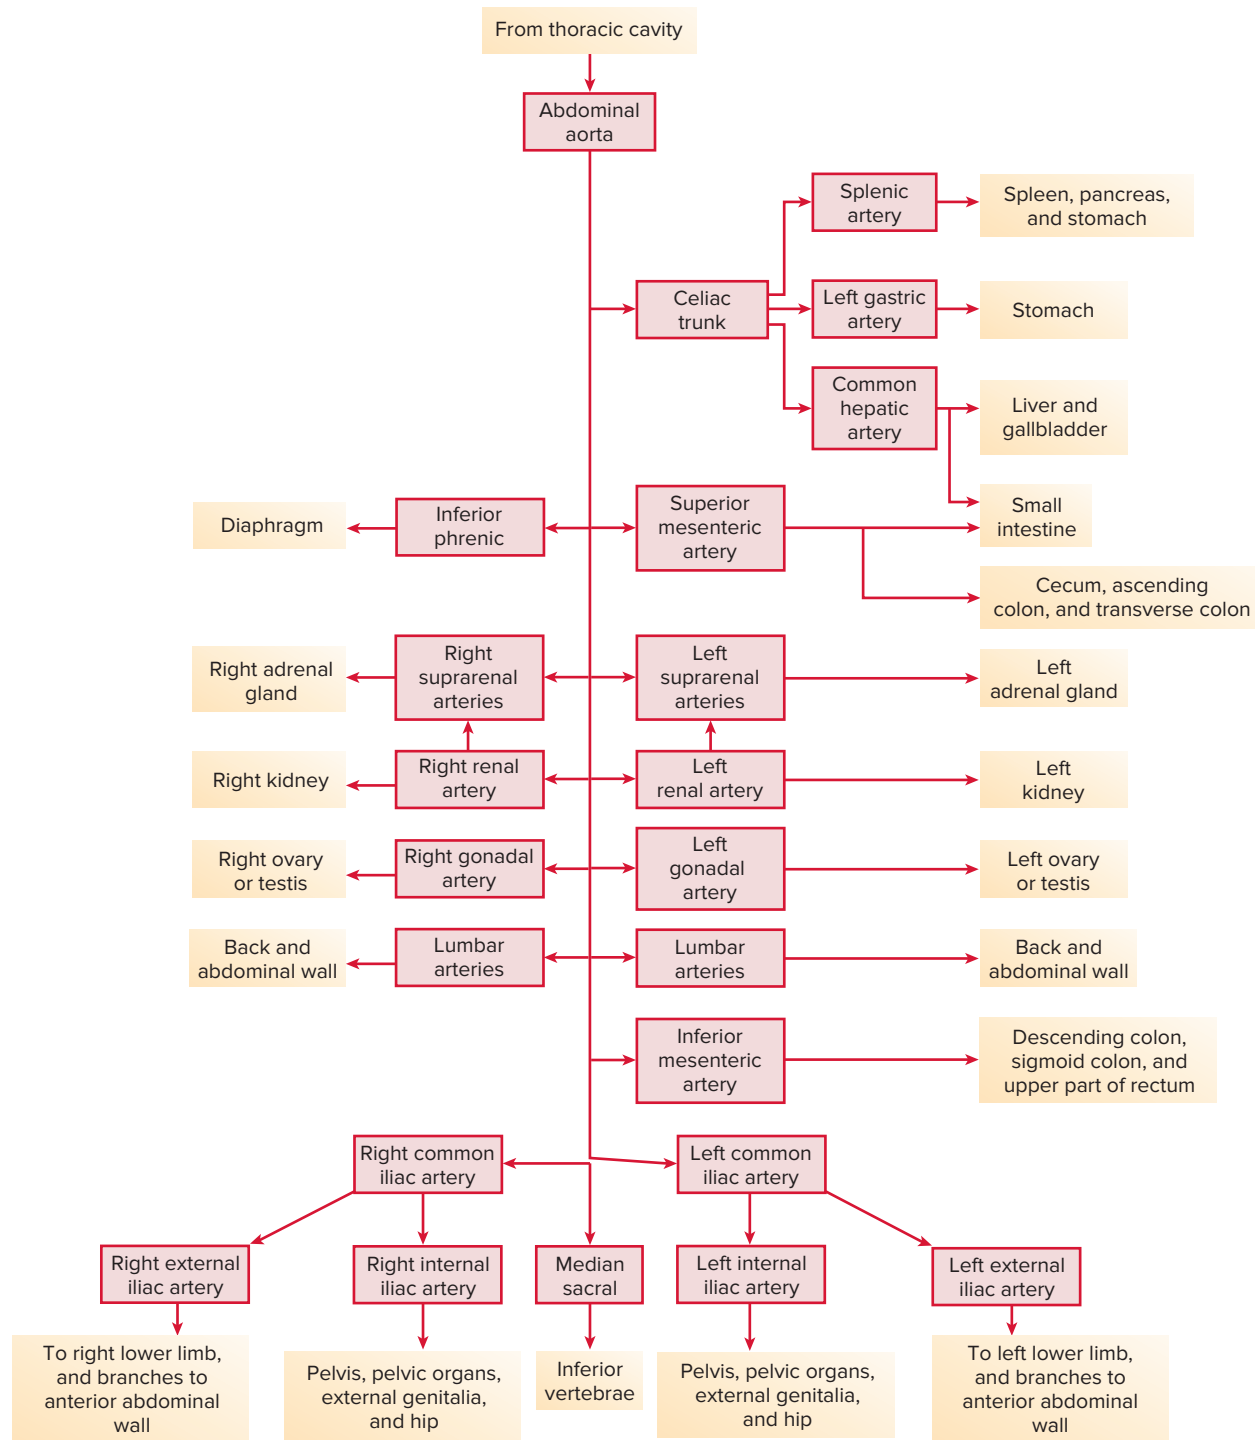 From thoracic cavity
Abdominal
aorta
Splenic
artery
Spleen, pancreas,
and stomach
Celiac
trunk
Left gastric
artery
Stomach
Common
hepatic
artery
Liver and
gallbladder
Diaphragm
Inferior
phrenic
Superior
mesenteric
artery
Small
intestine
Cecum, ascending
colon, and transverse colon
Right adrenal
gland
Right
suprarenal
arteries
Left
suprarenal
arteries
Left
adrenal gland
Right kidney
Right renal
artery
Left
renal artery
Left
kidney
Right ovary
or testis
Right gonadal
artery
Left
gonadal
artery
Left ovary
or testis
Back and
abdominal wall
Lumbar
arteries
Lumbar
arteries
Back and
abdominal wall
Inferior
mesenteric
artery
Descending colon,
sigmoid colon, and
upper part of rectum
Right common
iliac artery
Left common
iliac artery
Right external
iliac artery
Right internal
iliac artery
Median
sacral
Left internal
iliac artery
Left external
iliac artery
To right lower limb,
and branches to
anterior abdominal
wall
Pelvis, pelvic organs,
external genitalia,
and hip
Inferior
vertebrae
Pelvis, pelvic organs,
external genitalia,
and hip
To left lower limb,
and branches to
anterior abdominal
wall